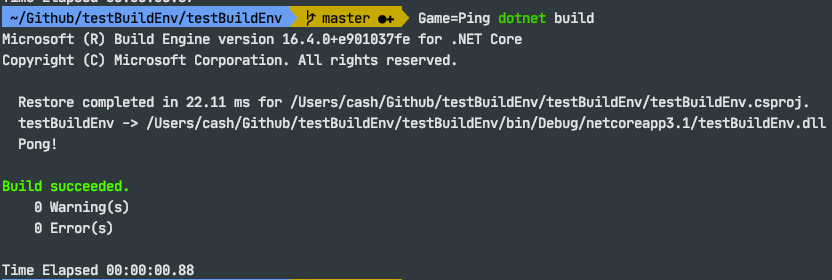 ~/Github/testBuildEnv/testBuildEnv master ●+ Game=Ping dotnet build
Microsoft (R) Build Engine version 16.4.0+e901037fe for .NET Core
Copyright (C) Microsoft Corporation. All rights reserved.
Restore completed in 22.11 ms for /Users/cash/Github/testBuildEnv/testBuildEnv/testBuildEnv.csproj.
testBuildEnv -> /Users/cash/Github/testBuildEnv/testBuildEnv/bin/Debug/netcoreapp3.1/testBuildEnv.dll
Pong!
Build succeeded.
0 Warning(s)
0 Error(s)
Time Elapsed 00:00:00.88